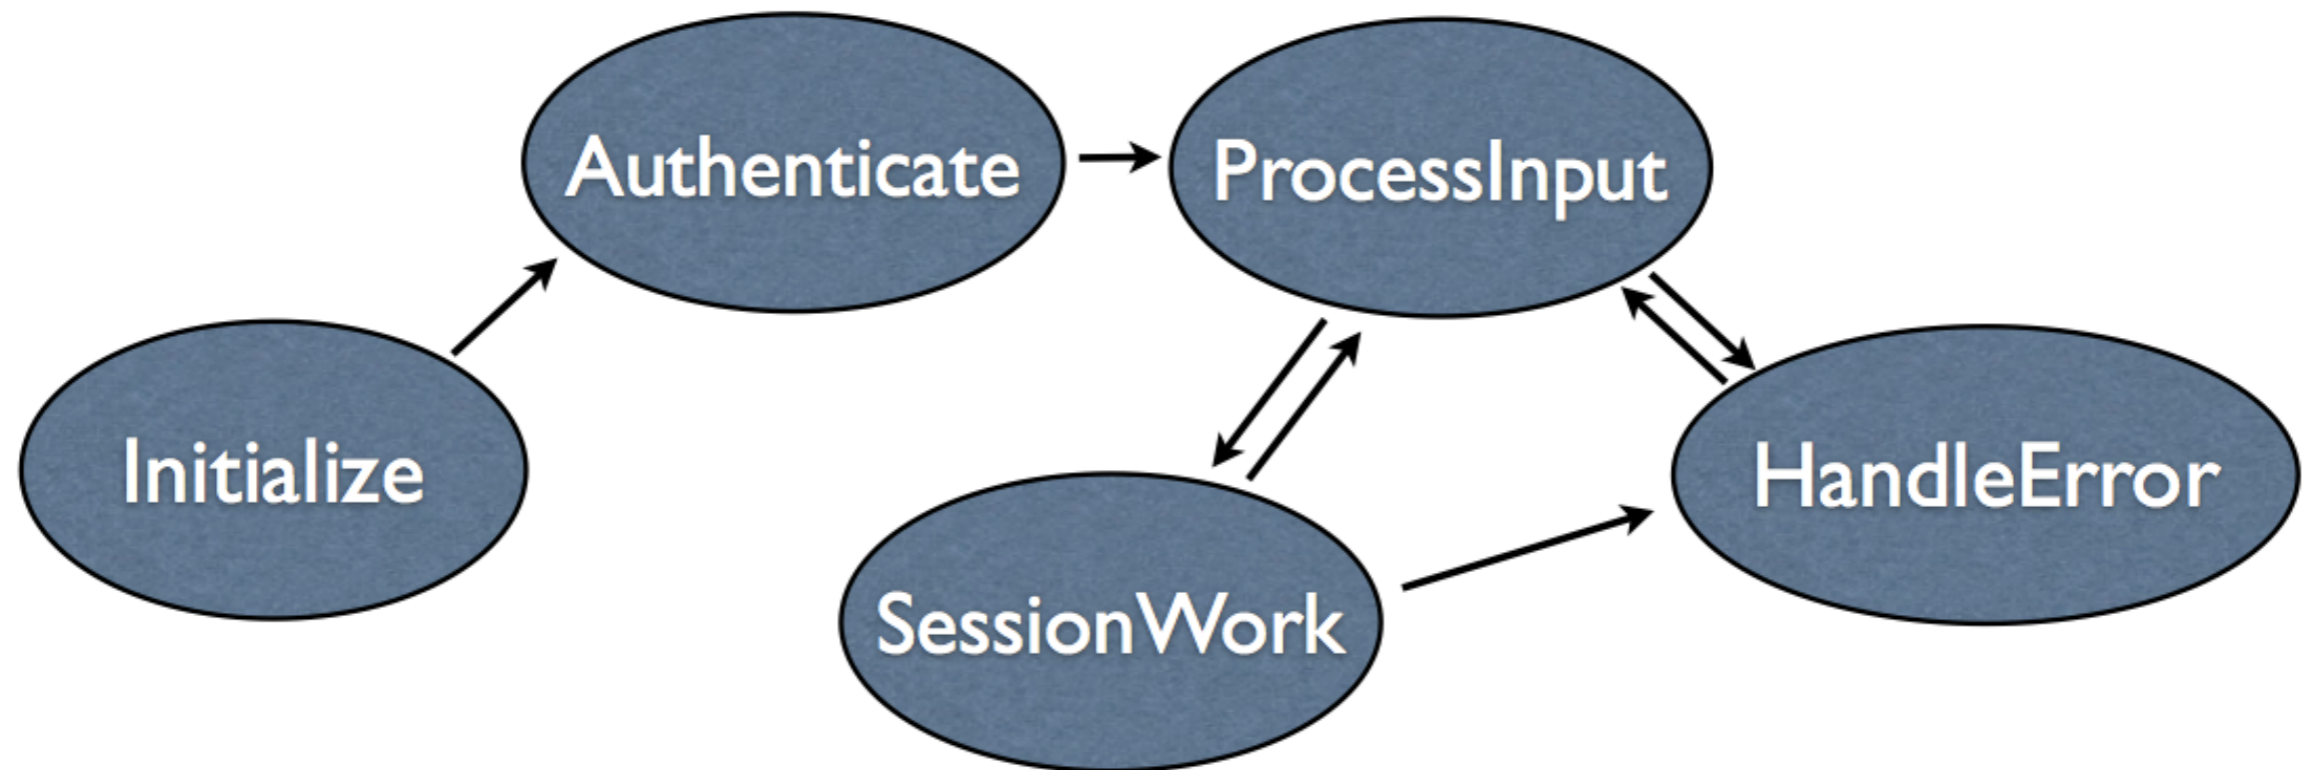 Authenticate
ProcessInput
Initialize
HandleError
SessionWork